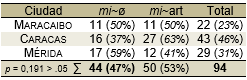 Ciudad mi~ø mi~art Total
MARACAIBO 11 (50%) 11 (50%) 22 (23%)
CARACAS 16 (37%) 27 (63%) 43 (46%)
MÉRIDA 17 (59%) 12 (41%) 29 (31%)
p = 0,191 > .05 Σ 44 (47%) 50 (53%) 94